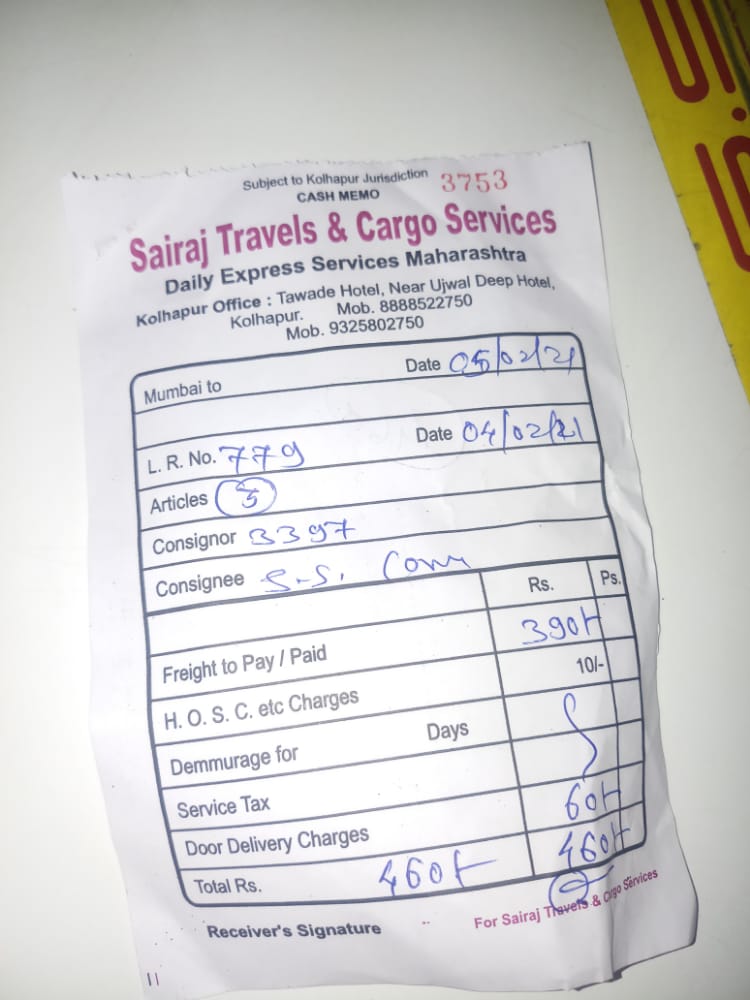 Subject to Kolhapur Jurisdiction 3753
CASH MEMO
Sairaj Travels & Cargo Services
Daily Express Services Maharashtra
Kolhapur Office : Tawade Hotel, Near Ujwal Deep Hotel,
Kolhapur. Mob. 8888522750
Mob. 9325802750
Mumbai to Date 05/02/21
L. R. No. 779 Date 04/02/21
Articles 5
Consignor 3397
Consignee S.S. Com
Rs. Ps.
Freight to Pay / Paid 390/-
H. O. S. C. etc Charges 10/-
Demmurage for Days
Service Tax
Door Delivery Charges 60/-
Total Rs. 460/- 460/-
Receiver's Signature For Sairaj Travels & Cargo Services